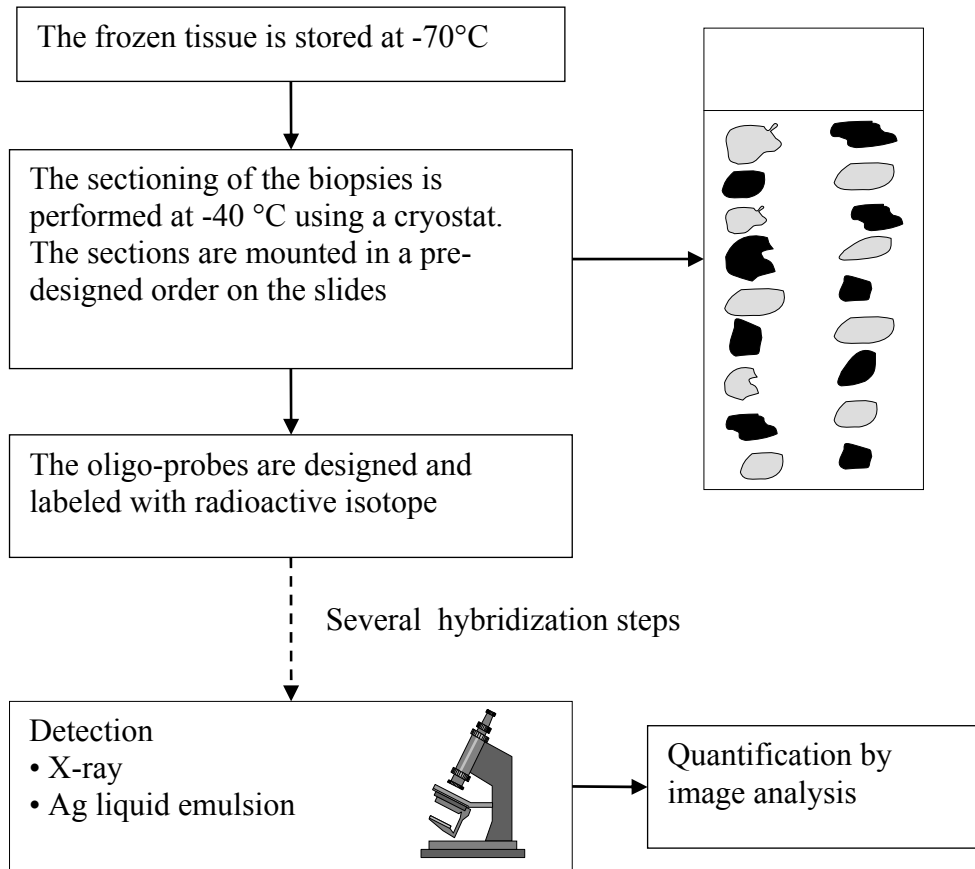 The frozen tissue is stored at -70°C
The sectioning of the biopsies is
performed at -40 °C using a cryostat.
The sections are mounted in a pre-
designed order on the slides
The oligo-probes are designed and
labeled with radioactive isotope
Several hybridization steps
Detection
• X-ray
• Ag liquid emulsion
Quantification by
image analysis